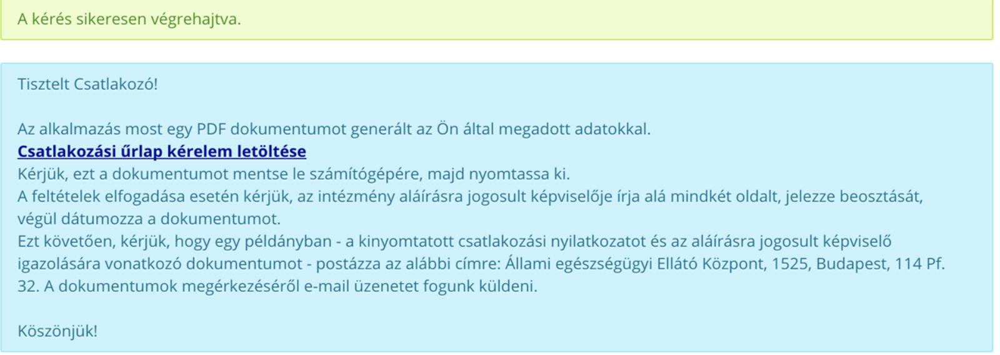 A kérés sikeresen végrehajtva.
Tisztelt Csatlakozó!
Az alkalmazás most egy PDF dokumentumot generált az Ön által megadott adatokkal.
Csatlakozási űrlap kérelem letöltése
Kérjük, ezt a dokumentumot mentse le számítógépére, majd nyomtassa ki.
A feltételek elfogadása esetén kérjük, az intézmény aláírásra jogosult képviselője írja alá mindkét oldalt, jelezze beosztását,
végül dátumozza a dokumentumot.
Ezt követően, kérjük, hogy egy példányban - a kinyomtatott csatlakozási nyilatkozatot és az aláírásra jogosult képviselő
igazolására vonatkozó dokumentumot - postázza az alábbi címre: Állami egészségügyi Ellátó Központ, 1525, Budapest, 114 Pf.
32. A dokumentumok megérkezéséről e-mail üzenetet fogunk küldeni.
Köszönjük!